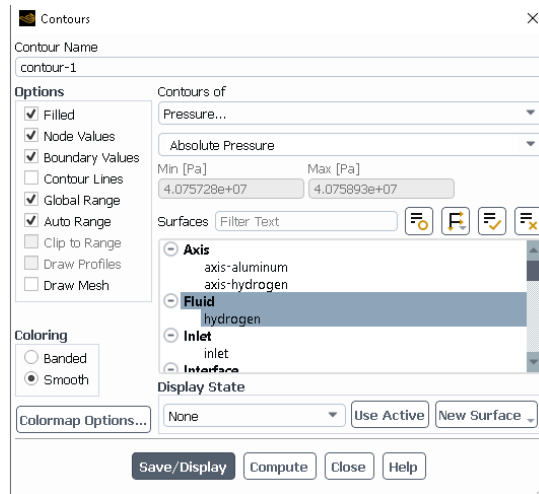 Contours
Contour Name
contour-1
Options
Filled
Node Values
Boundary Values
Contour Lines
Global Range
Auto Range
Clip to Range
Draw Profiles
Draw Mesh
Coloring
Banded
Smooth
Colormap Options...
Contours of
Pressure...
Absolute Pressure
Min [Pa] Max [Pa]
4.075728e+07 4.075893e+07
Surfaces Filter Text
Axis
axis-aluminum
axis-hydrogen
Fluid
hydrogen
Inlet
inlet
Interface
Display State
None Use Active New Surface
Save/Display Compute Close Help